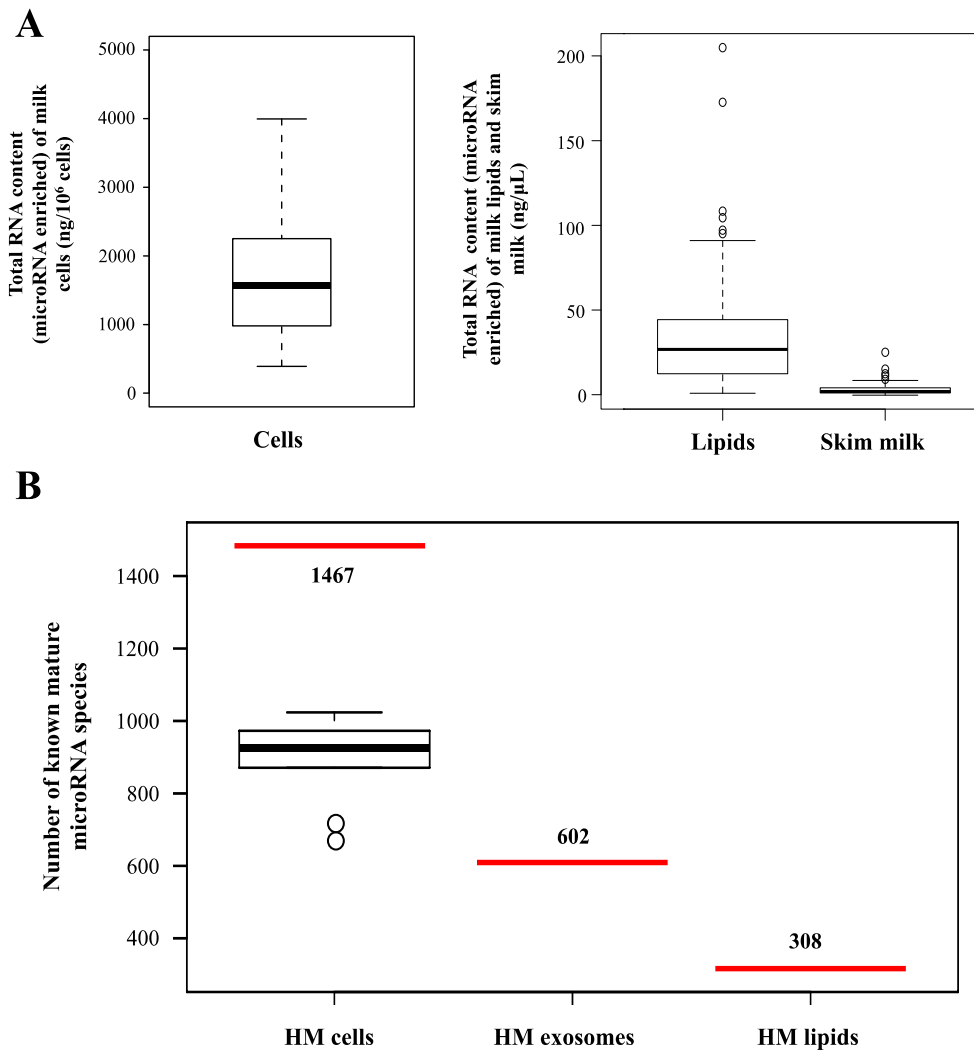 A
Total RNA content
(microRNA enriched) of milk
cells (ng/10⁶ cells)
5000
4000
3000
2000
1000
0
Cells
Total RNA content (microRNA
enriched) of milk lipids and skim
milk (ng/µL)
200
150
100
50
0
Lipids
Skim milk
B
Number of known mature
microRNA species
1400
1200
1000
800
600
400
1467
602
308
HM cells
HM exosomes
HM lipids